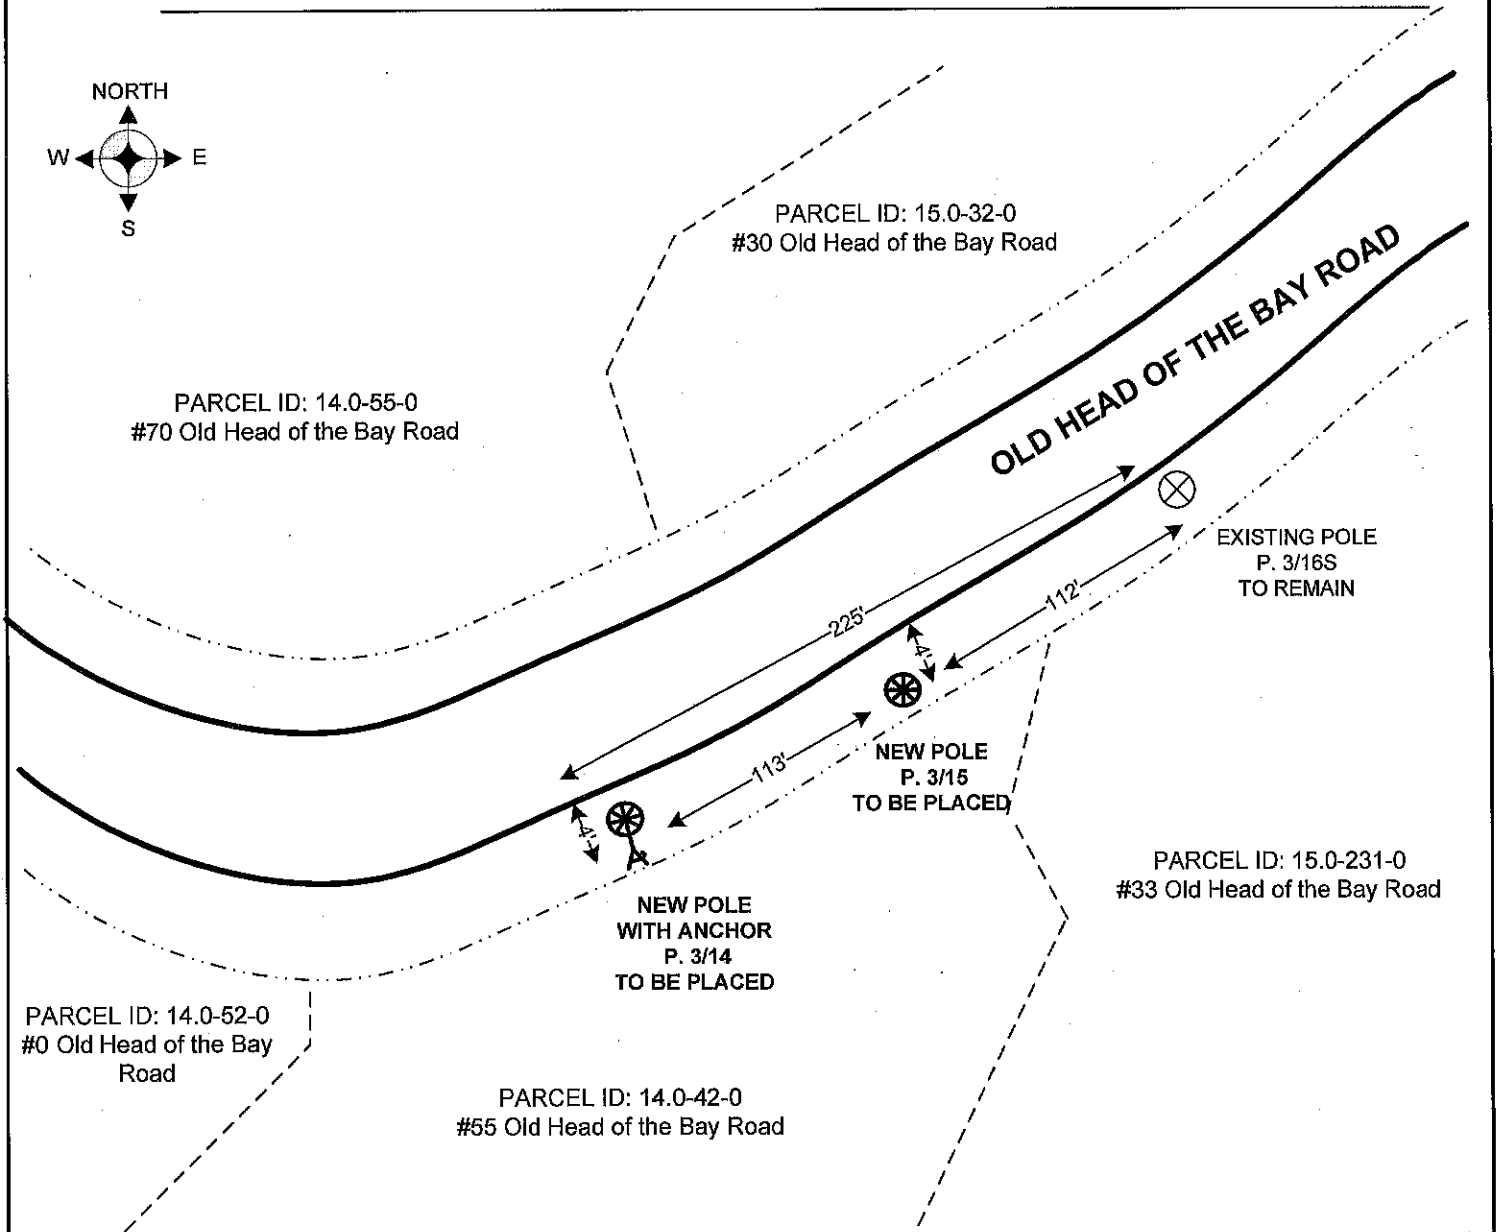 NORTH
W E
S
PARCEL ID: 15.0-32-0
#30 Old Head of the Bay Road
OLD HEAD OF THE BAY ROAD
PARCEL ID: 14.0-55-0
#70 Old Head of the Bay Road
EXISTING POLE
P. 3/16S
TO REMAIN
112'
225'
4'
NEW POLE
P. 3/15
TO BE PLACED
113'
4'
NEW POLE
WITH ANCHOR
P. 3/14
TO BE PLACED
PARCEL ID: 15.0-231-0
#33 Old Head of the Bay Road
PARCEL ID: 14.0-52-0
#0 Old Head of the Bay
Road
PARCEL ID: 14.0-42-0
#55 Old Head of the Bay Road